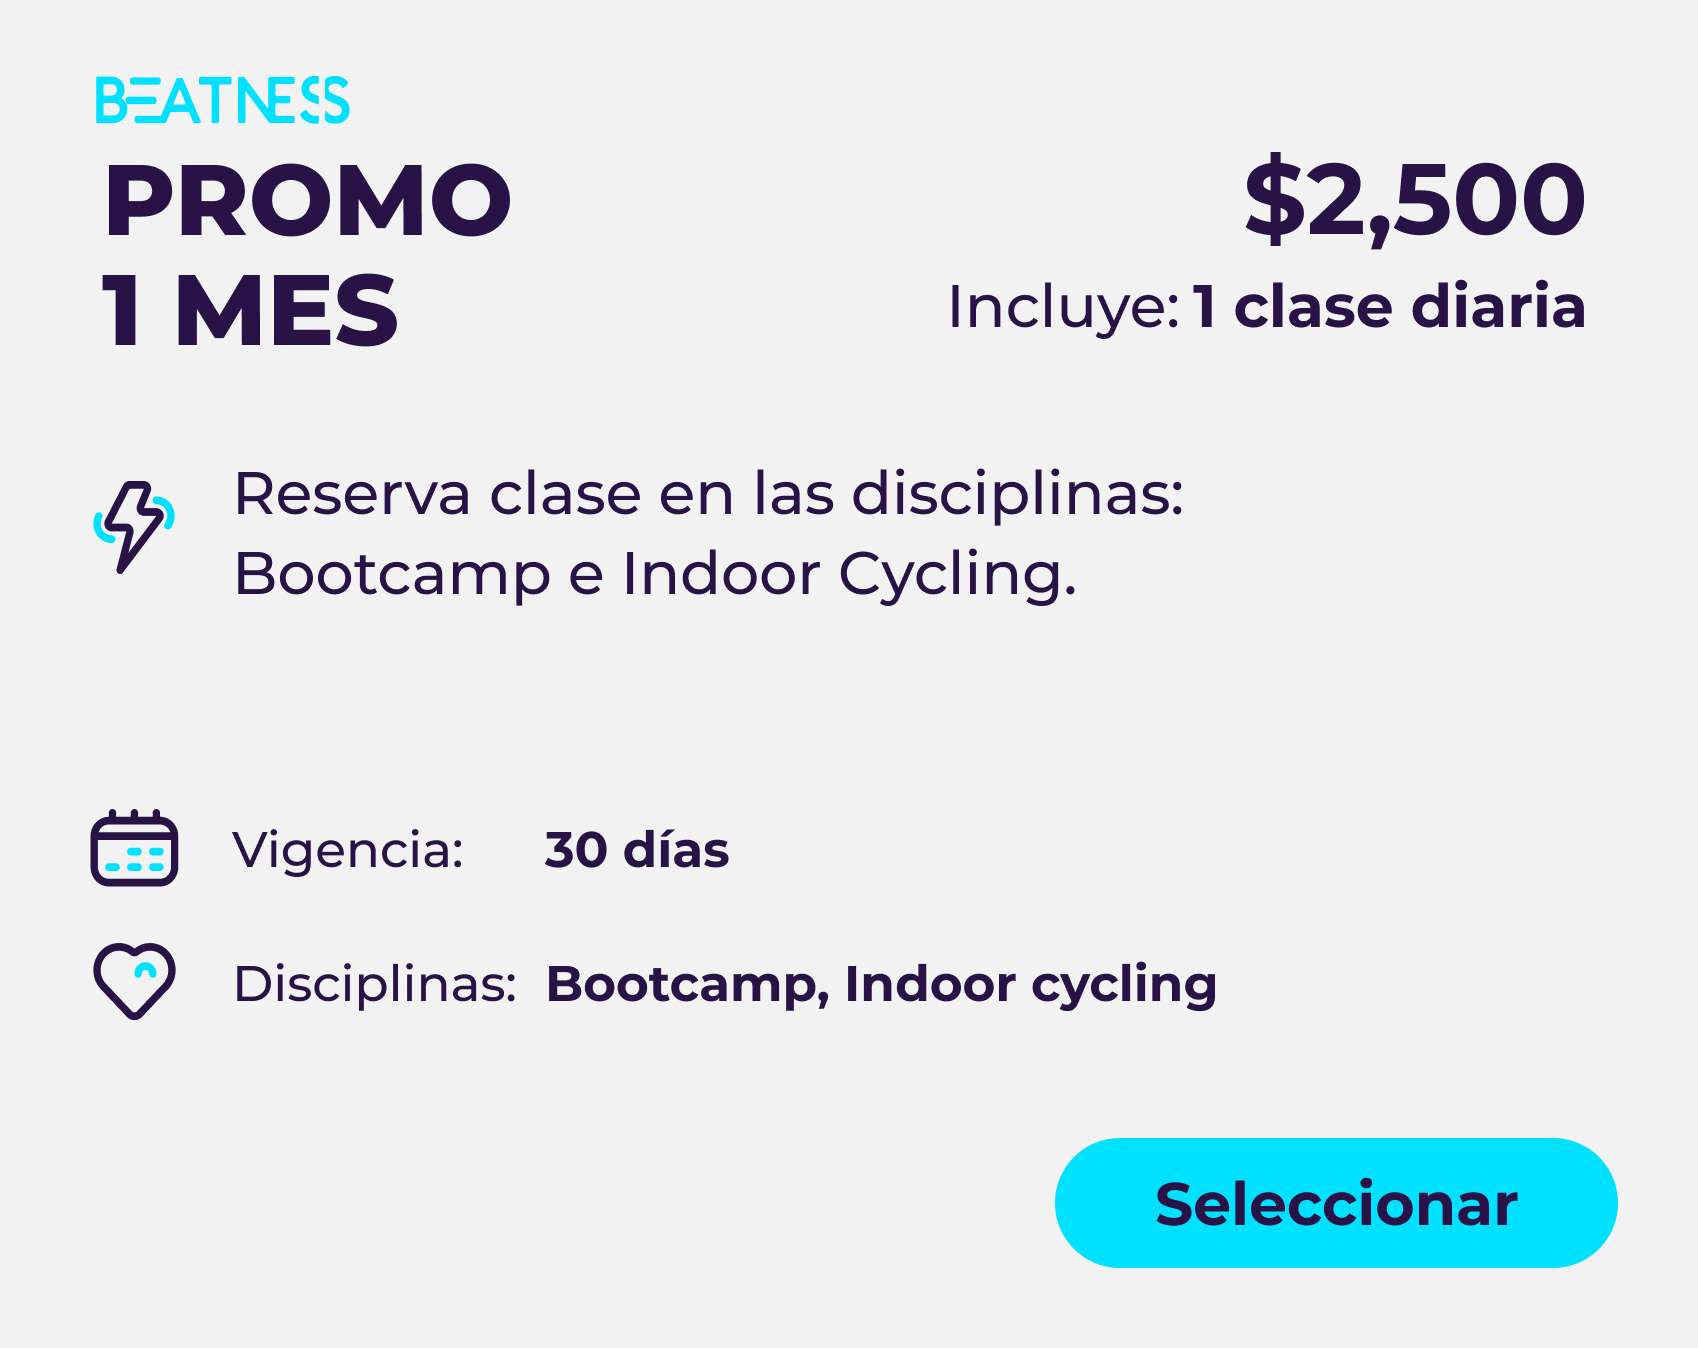 BEATNESS
PROMO
1 MES
$2,500
Incluye: 1 clase diaria
Reserva clase en las disciplinas:
Bootcamp e Indoor Cycling.
Vigencia: 30 días
Disciplinas: Bootcamp, Indoor cycling
Seleccionar